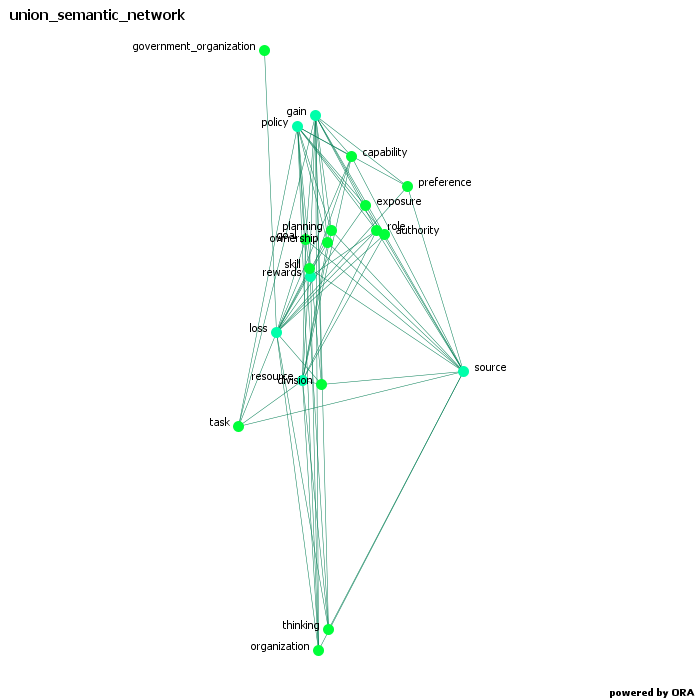 union_semantic_network
government_organization
gain
policy
capability
preference
exposure
planning
role
goal
authority
ownership
skill
rewards
loss
source
resource
division
task
thinking
organization
powered by ORA